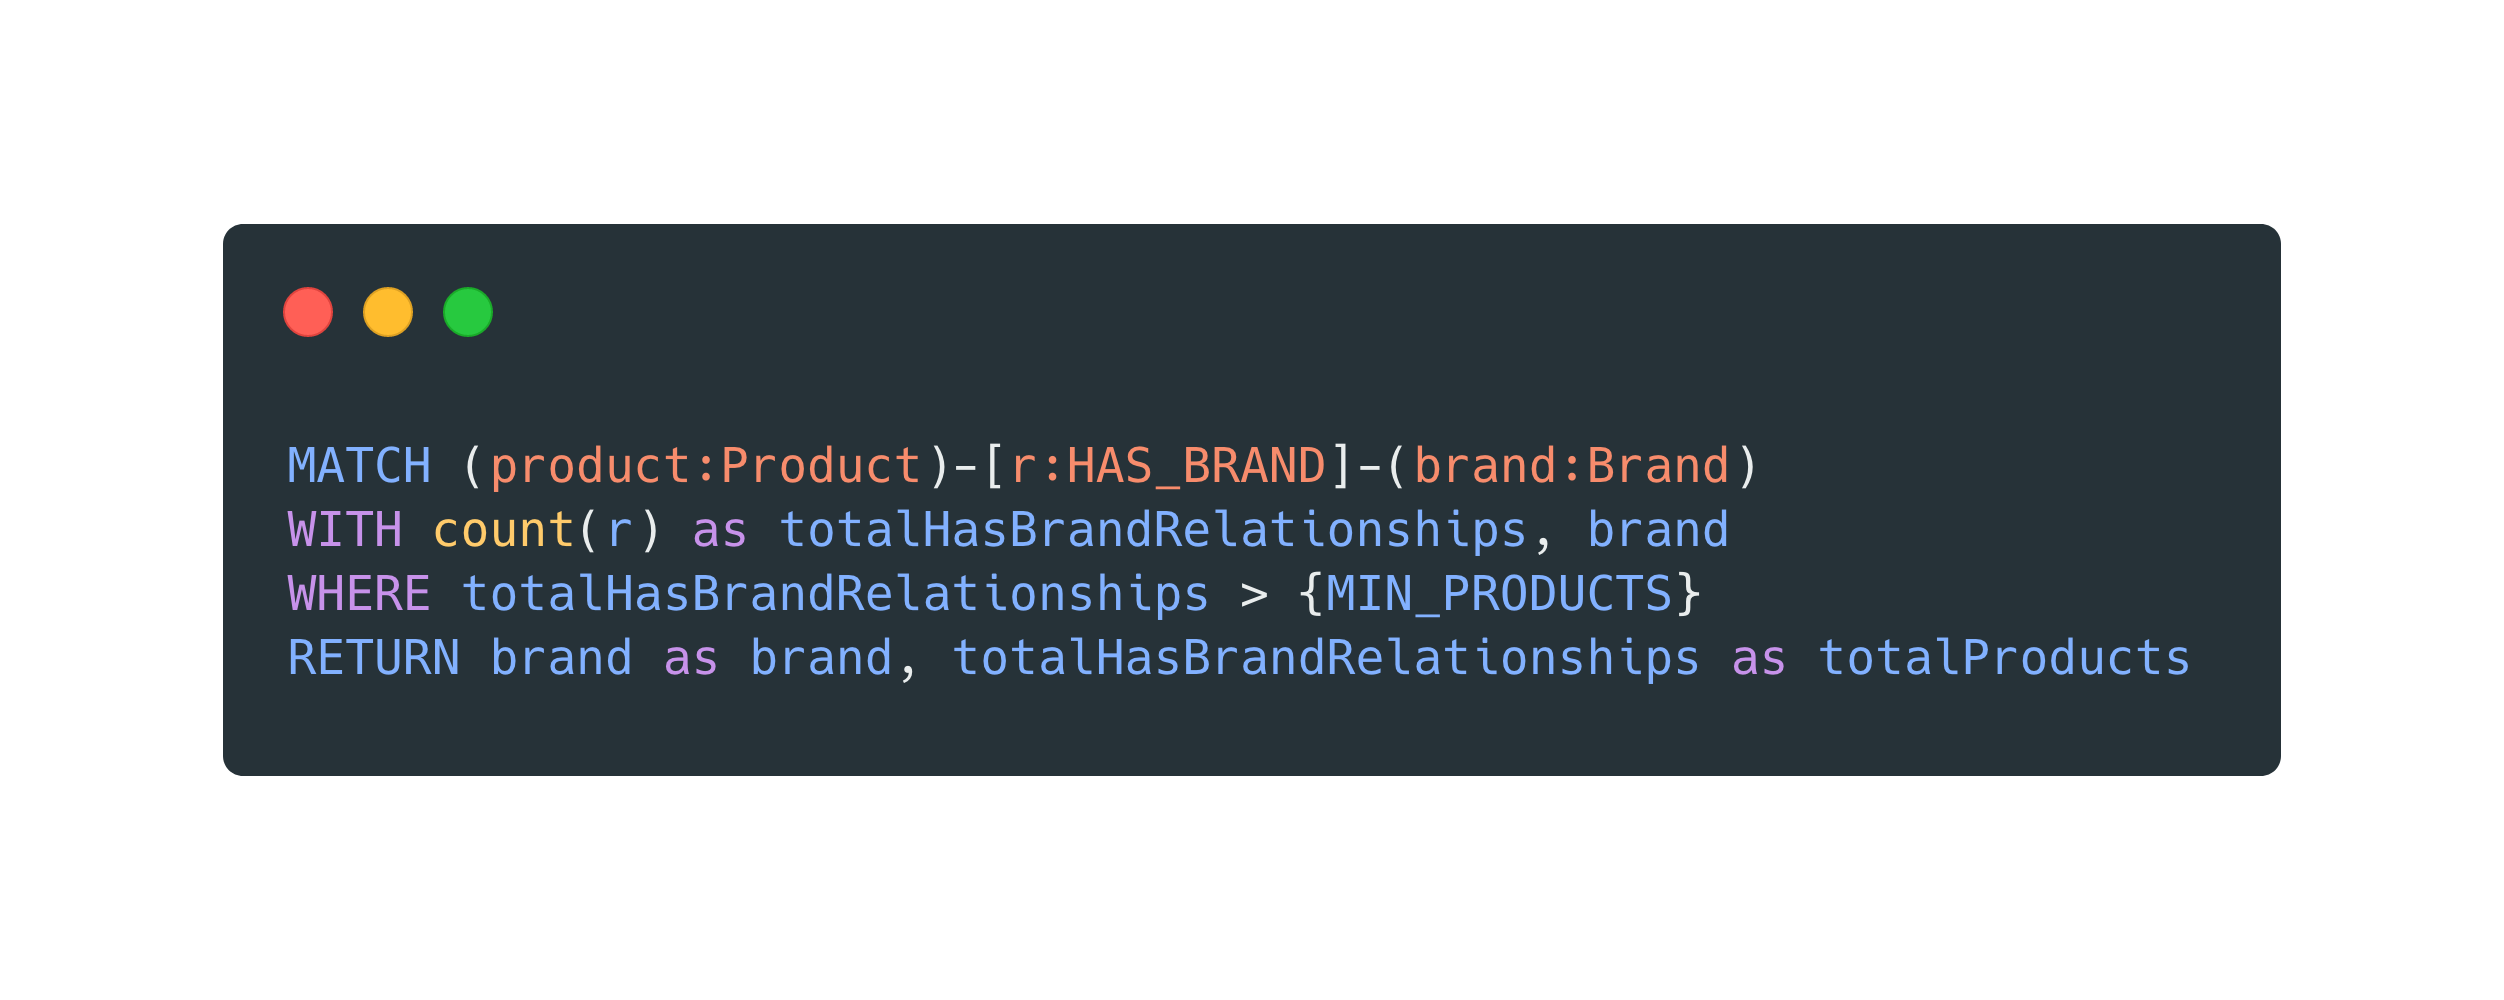 MATCH (product:Product)-[r:HAS_BRAND]-(brand:Brand)
WITH count(r) as totalHasBrandRelationships, brand
WHERE totalHasBrandRelationships > {MIN_PRODUCTS}
RETURN brand as brand, totalHasBrandRelationships as totalProducts